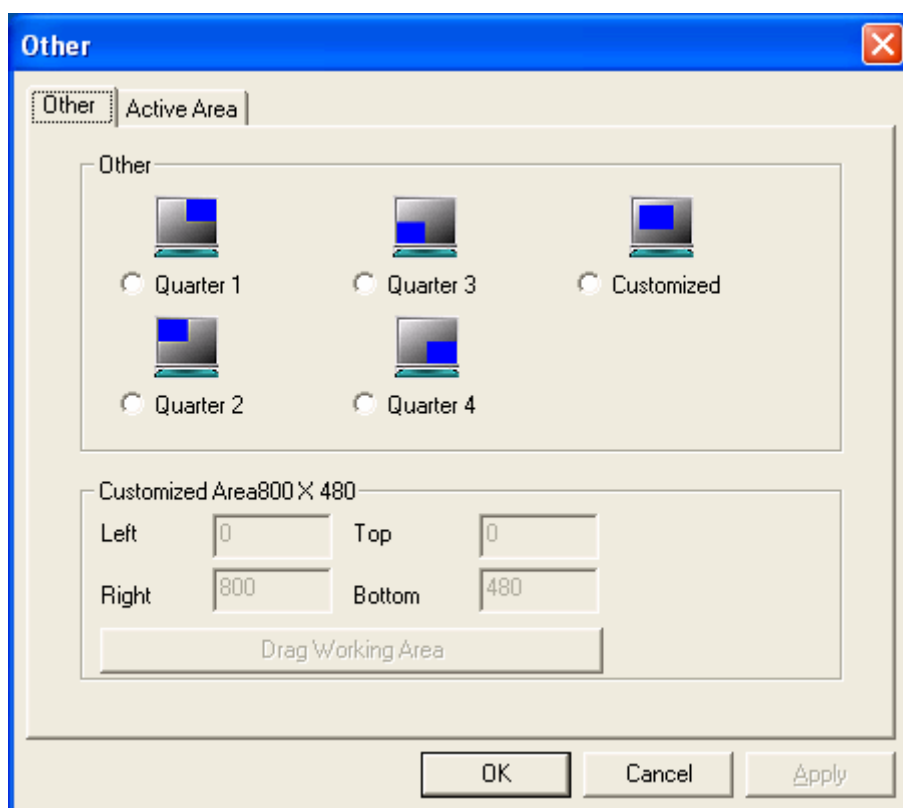 Other
Other Active Area
Other
Quarter 1 Quarter 3 Customized
Quarter 2 Quarter 4
Customized Area800 X 480
Left 0 Top 0
Right 800 Bottom 480
Drag Working Area
OK Cancel Apply